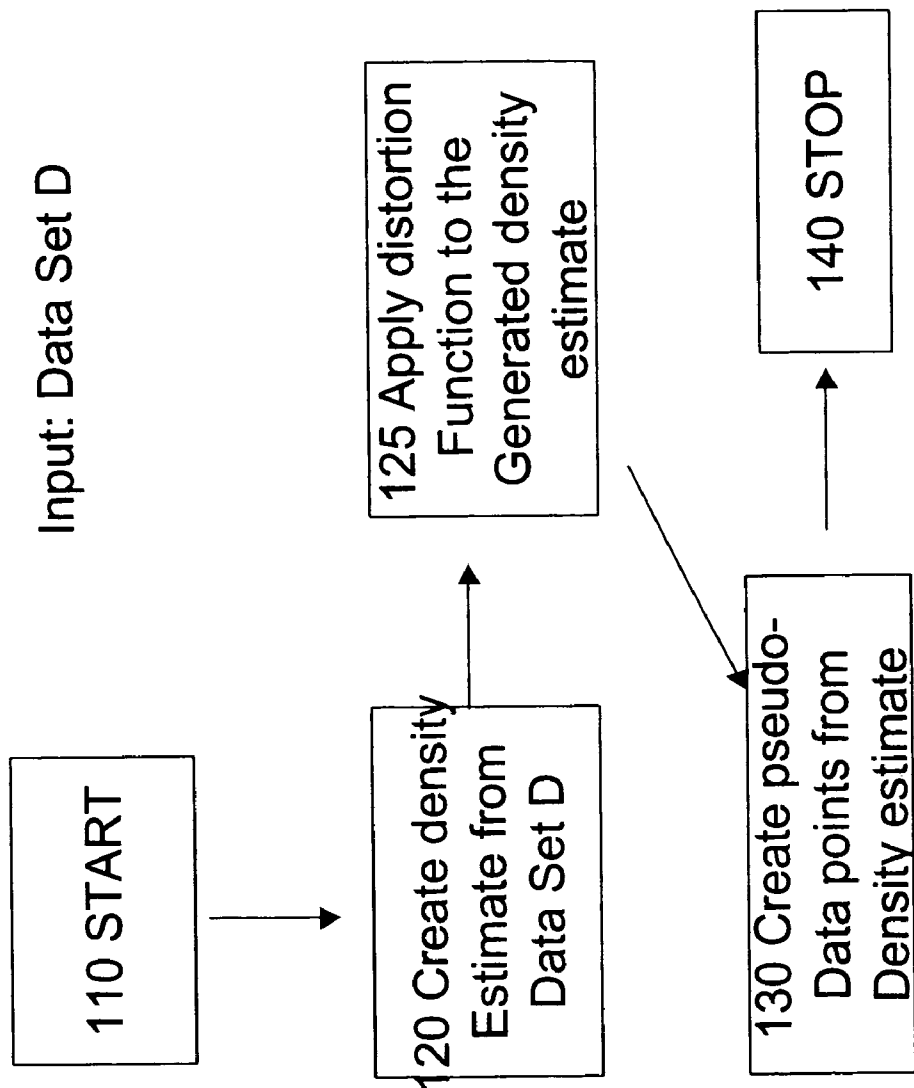 Input: Data Set D
110 START
120 Create density
Estimate from
Data Set D
125 Apply distortion
Function to the
Generated density
estimate
130 Create pseudo-
Data points from
Density estimate
140 STOP